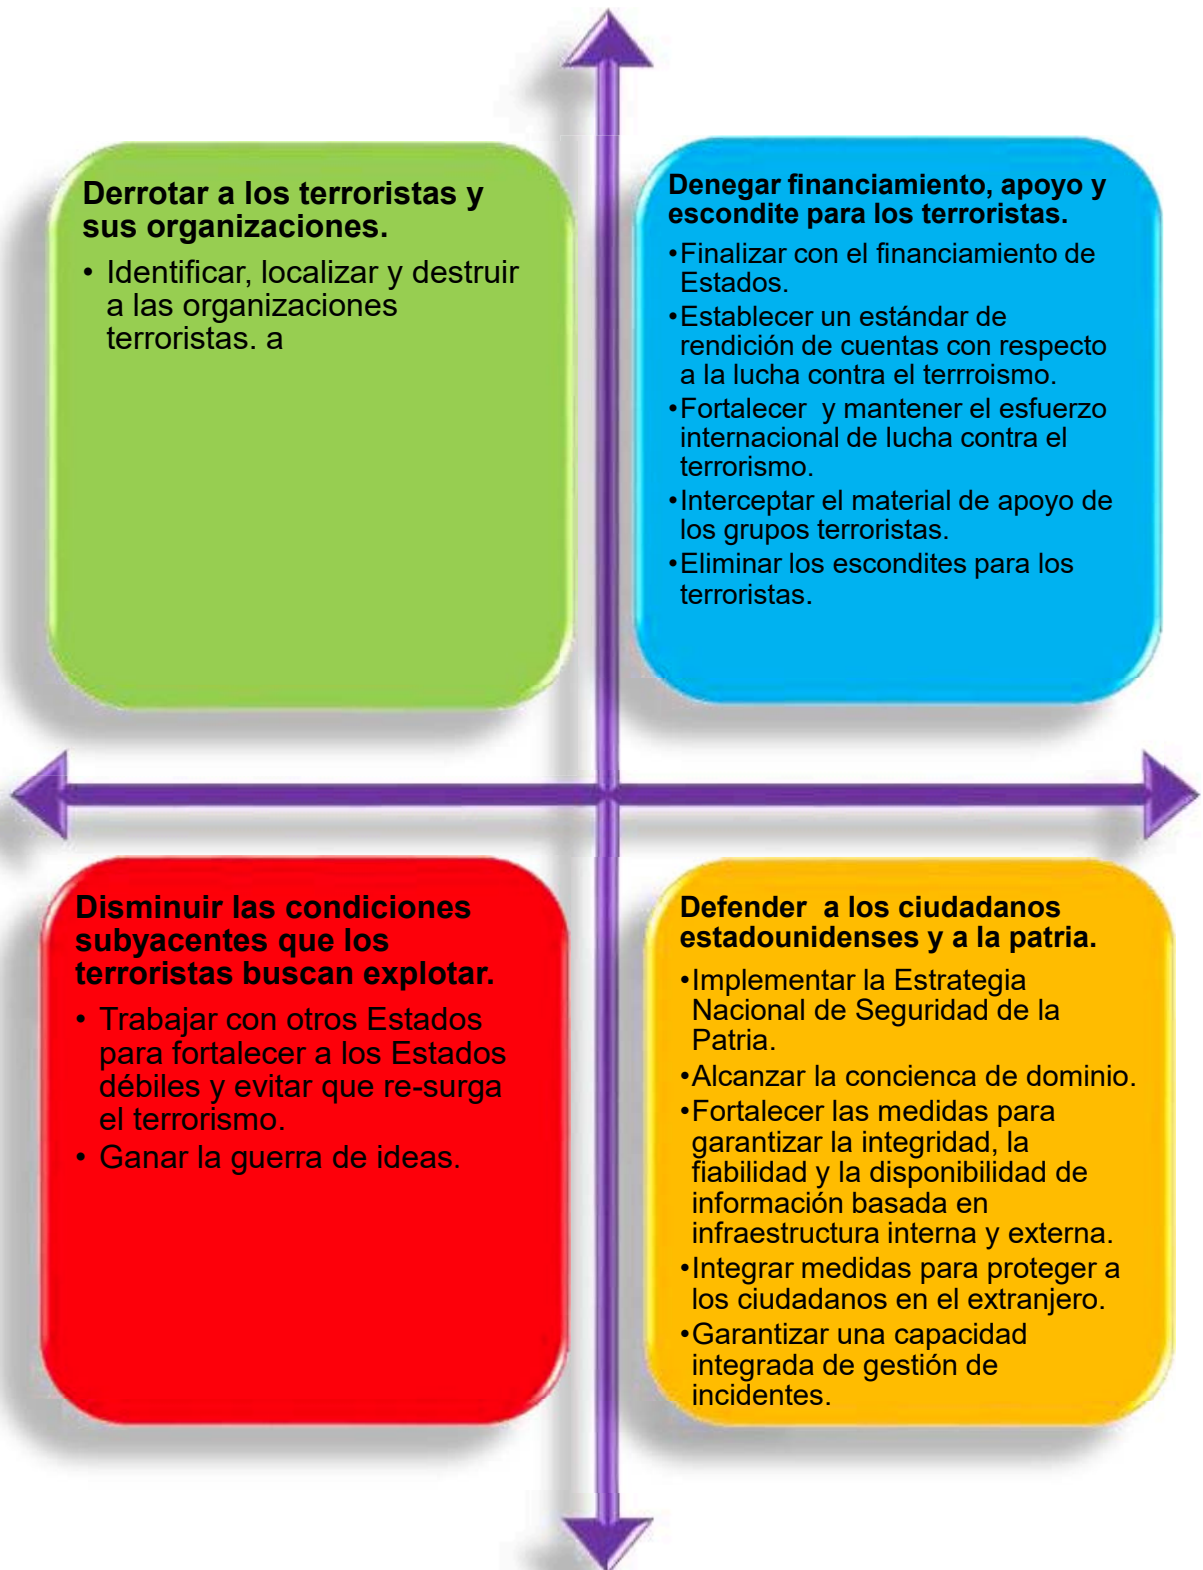 Derrotar a los terroristas y
sus organizaciones.
• Identificar, localizar y destruir
a las organizaciones
terroristas. a
Denegar financiamiento, apoyo y
escondite para los terroristas.
•Finalizar con el financiamiento de
Estados.
•Establecer un estándar de
rendición de cuentas con respecto
a la lucha contra el terrroismo.
•Fortalecer  y mantener el esfuerzo
internacional de lucha contra el
terrorismo.
•Interceptar el material de apoyo de
los grupos terroristas.
•Eliminar los escondites para los
terroristas.
Disminuir las condiciones
subyacentes que los
terroristas buscan explotar.
• Trabajar con otros Estados
para fortalecer a los Estados
débiles y evitar que re-surga
el terrorismo.
• Ganar la guerra de ideas.
Defender  a los ciudadanos
estadounidenses y a la patria.
•Implementar la Estrategia
Nacional de Seguridad de la
Patria.
•Alcanzar la concienca de dominio.
•Fortalecer las medidas para
garantizar la integridad, la
fiabilidad y la disponibilidad de
información basada en
infraestructura interna y externa.
•Integrar medidas para proteger a
los ciudadanos en el extranjero.
•Garantizar una capacidad
integrada de gestión de
incidentes.